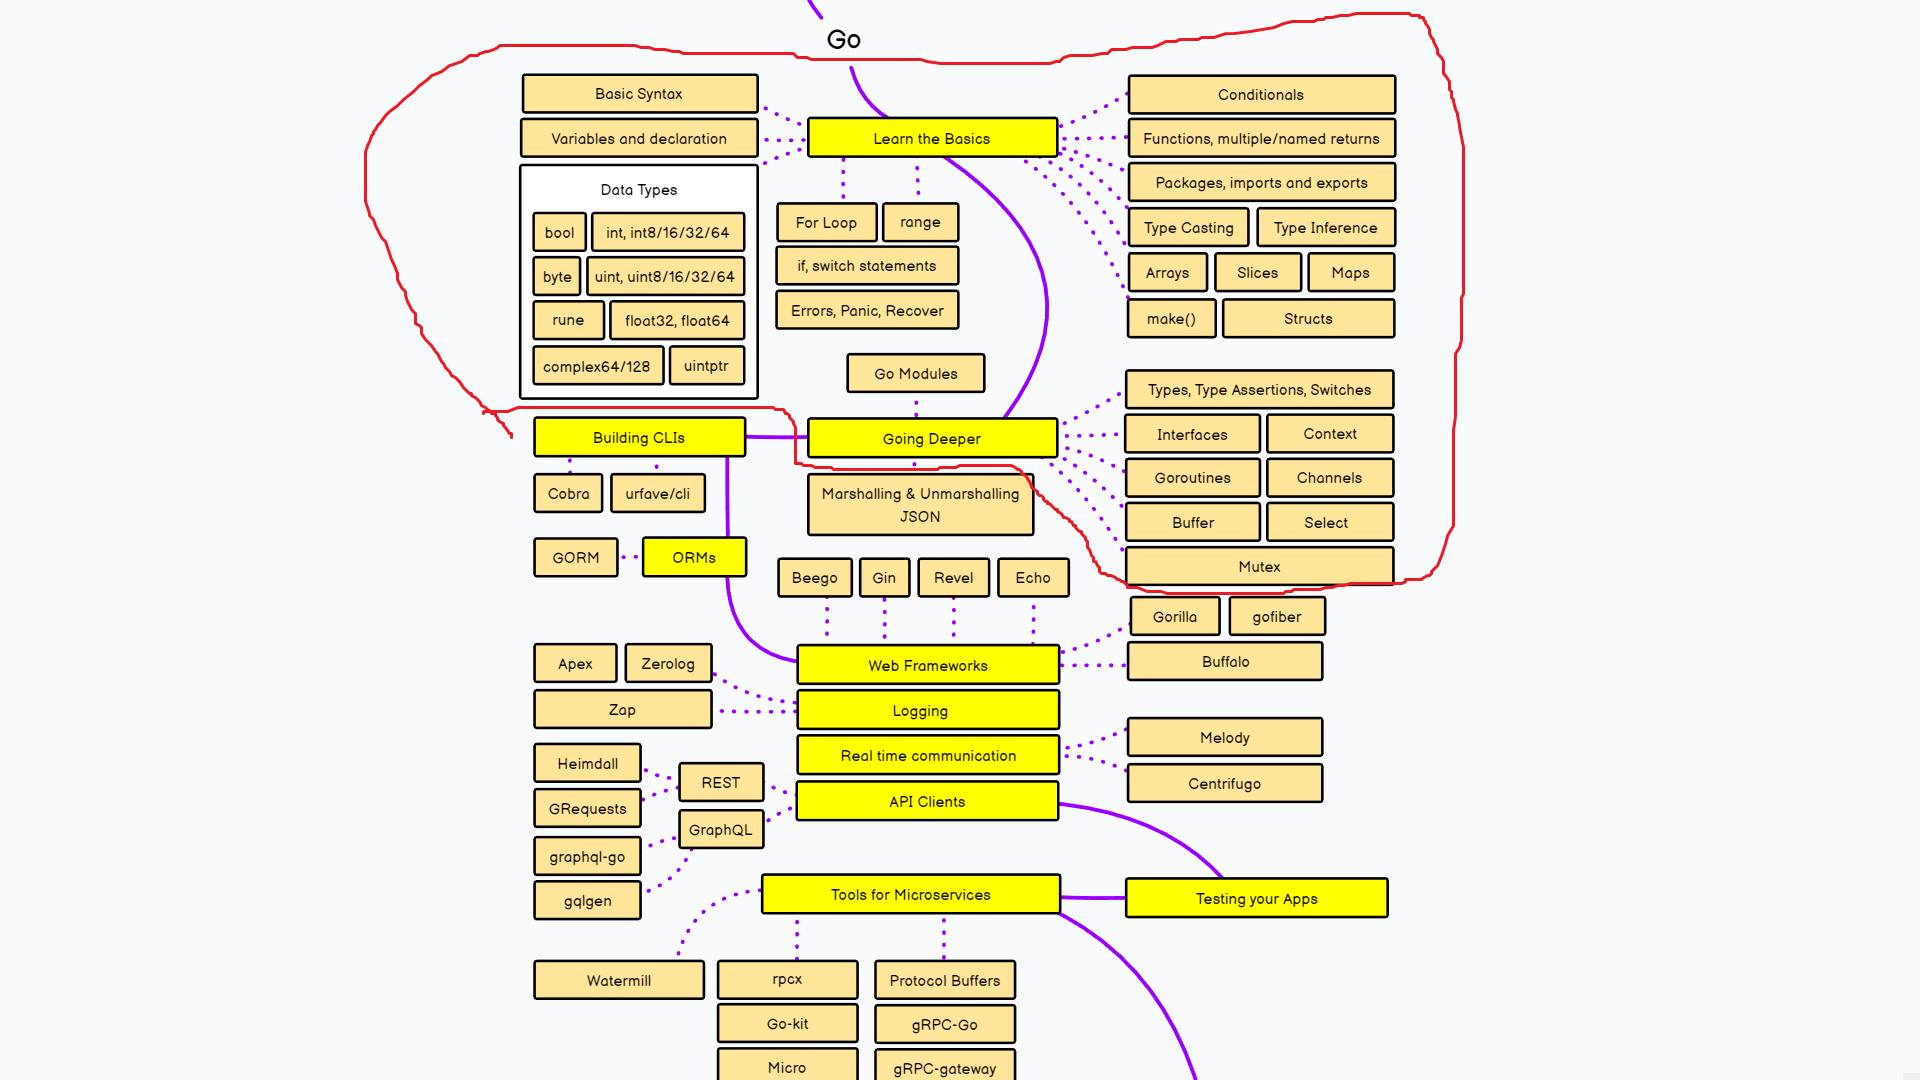 Go
Basic Syntax
Variables and declaration
Data Types
bool
int, int8/16/32/64
byte
uint, uint8/16/32/64
rune
float32, float64
complex64/128
uintptr
Learn the Basics
For Loop
range
if, switch statements
Errors, Panic, Recover
Conditionals
Functions, multiple/named returns
Packages, imports and exports
Type Casting
Type Inference
Arrays
Slices
Maps
make()
Structs
Go Modules
Going Deeper
Marshalling & Unmarshalling
JSON
Types, Type Assertions, Switches
Interfaces
Context
Goroutines
Channels
Buffer
Select
Mutex
Building CLIs
Cobra
urfave/cli
GORM
ORMs
Beego
Gin
Revel
Echo
Web Frameworks
Gorilla
gofiber
Buffalo
Apex
Zerolog
Zap
Logging
Real time communication
Melody
Centrifugo
Heimdall
GRequests
REST
GraphQL
graphql-go
gqlgen
API Clients
Testing your Apps
Tools for Microservices
Watermill
rpcx
Go-kit
Micro
Protocol Buffers
gRPC-Go
gRPC-gateway